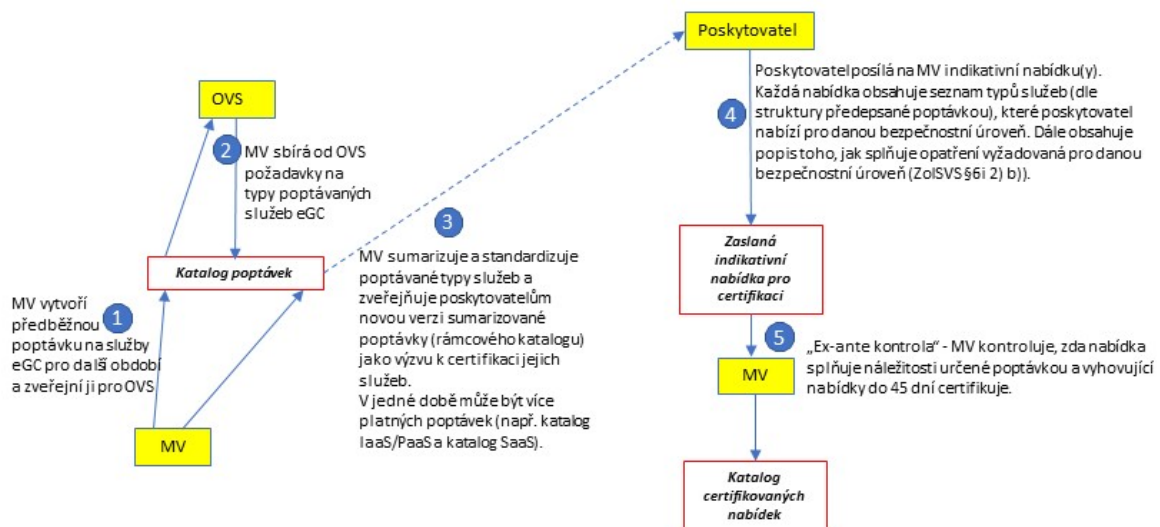 Poskytovatel
Poskytovatel posílá na MV indikativní nabídku(y).
Každá nabídka obsahuje seznam typů služeb (dle
struktury předepsané poptávkou), které poskytovatel
nabízí pro danou bezpečnostní úroveň. Dále obsahuje
popis toho, jak splňuje opatření vyžadovaná pro danou
bezpečnostní úroveň (ZoISVS §6i 2) b)).
4
OVS
2
MV sbírá od OVS
požadavky na
typy poptávaných
služeb eGC
3
Katalog poptávek
MV sumarizuje a standardizuje
poptávané typy služeb a
zveřejňuje poskytovatelům
novou verzi sumarizované
poptávky (rámcového katalogu)
jako výzvu k certifikaci jejich
služeb.
V jedné době může být více
platných poptávek (např. katalog
IaaS/PaaS a katalog SaaS).
MV vytvoří
předběžnou
poptávku na služby
eGC pro další období
a zveřejní ji pro OVS
1
MV
Zaslaná
indikativní
nabídka pro
certifikaci
5
„Ex-ante kontrola“ - MV kontroluje, zda nabídka
splňuje náležitosti určené poptávkou a vyhovující
nabídky do 45 dní certifikuje.
MV
Katalog
certifikovaných
nabídek